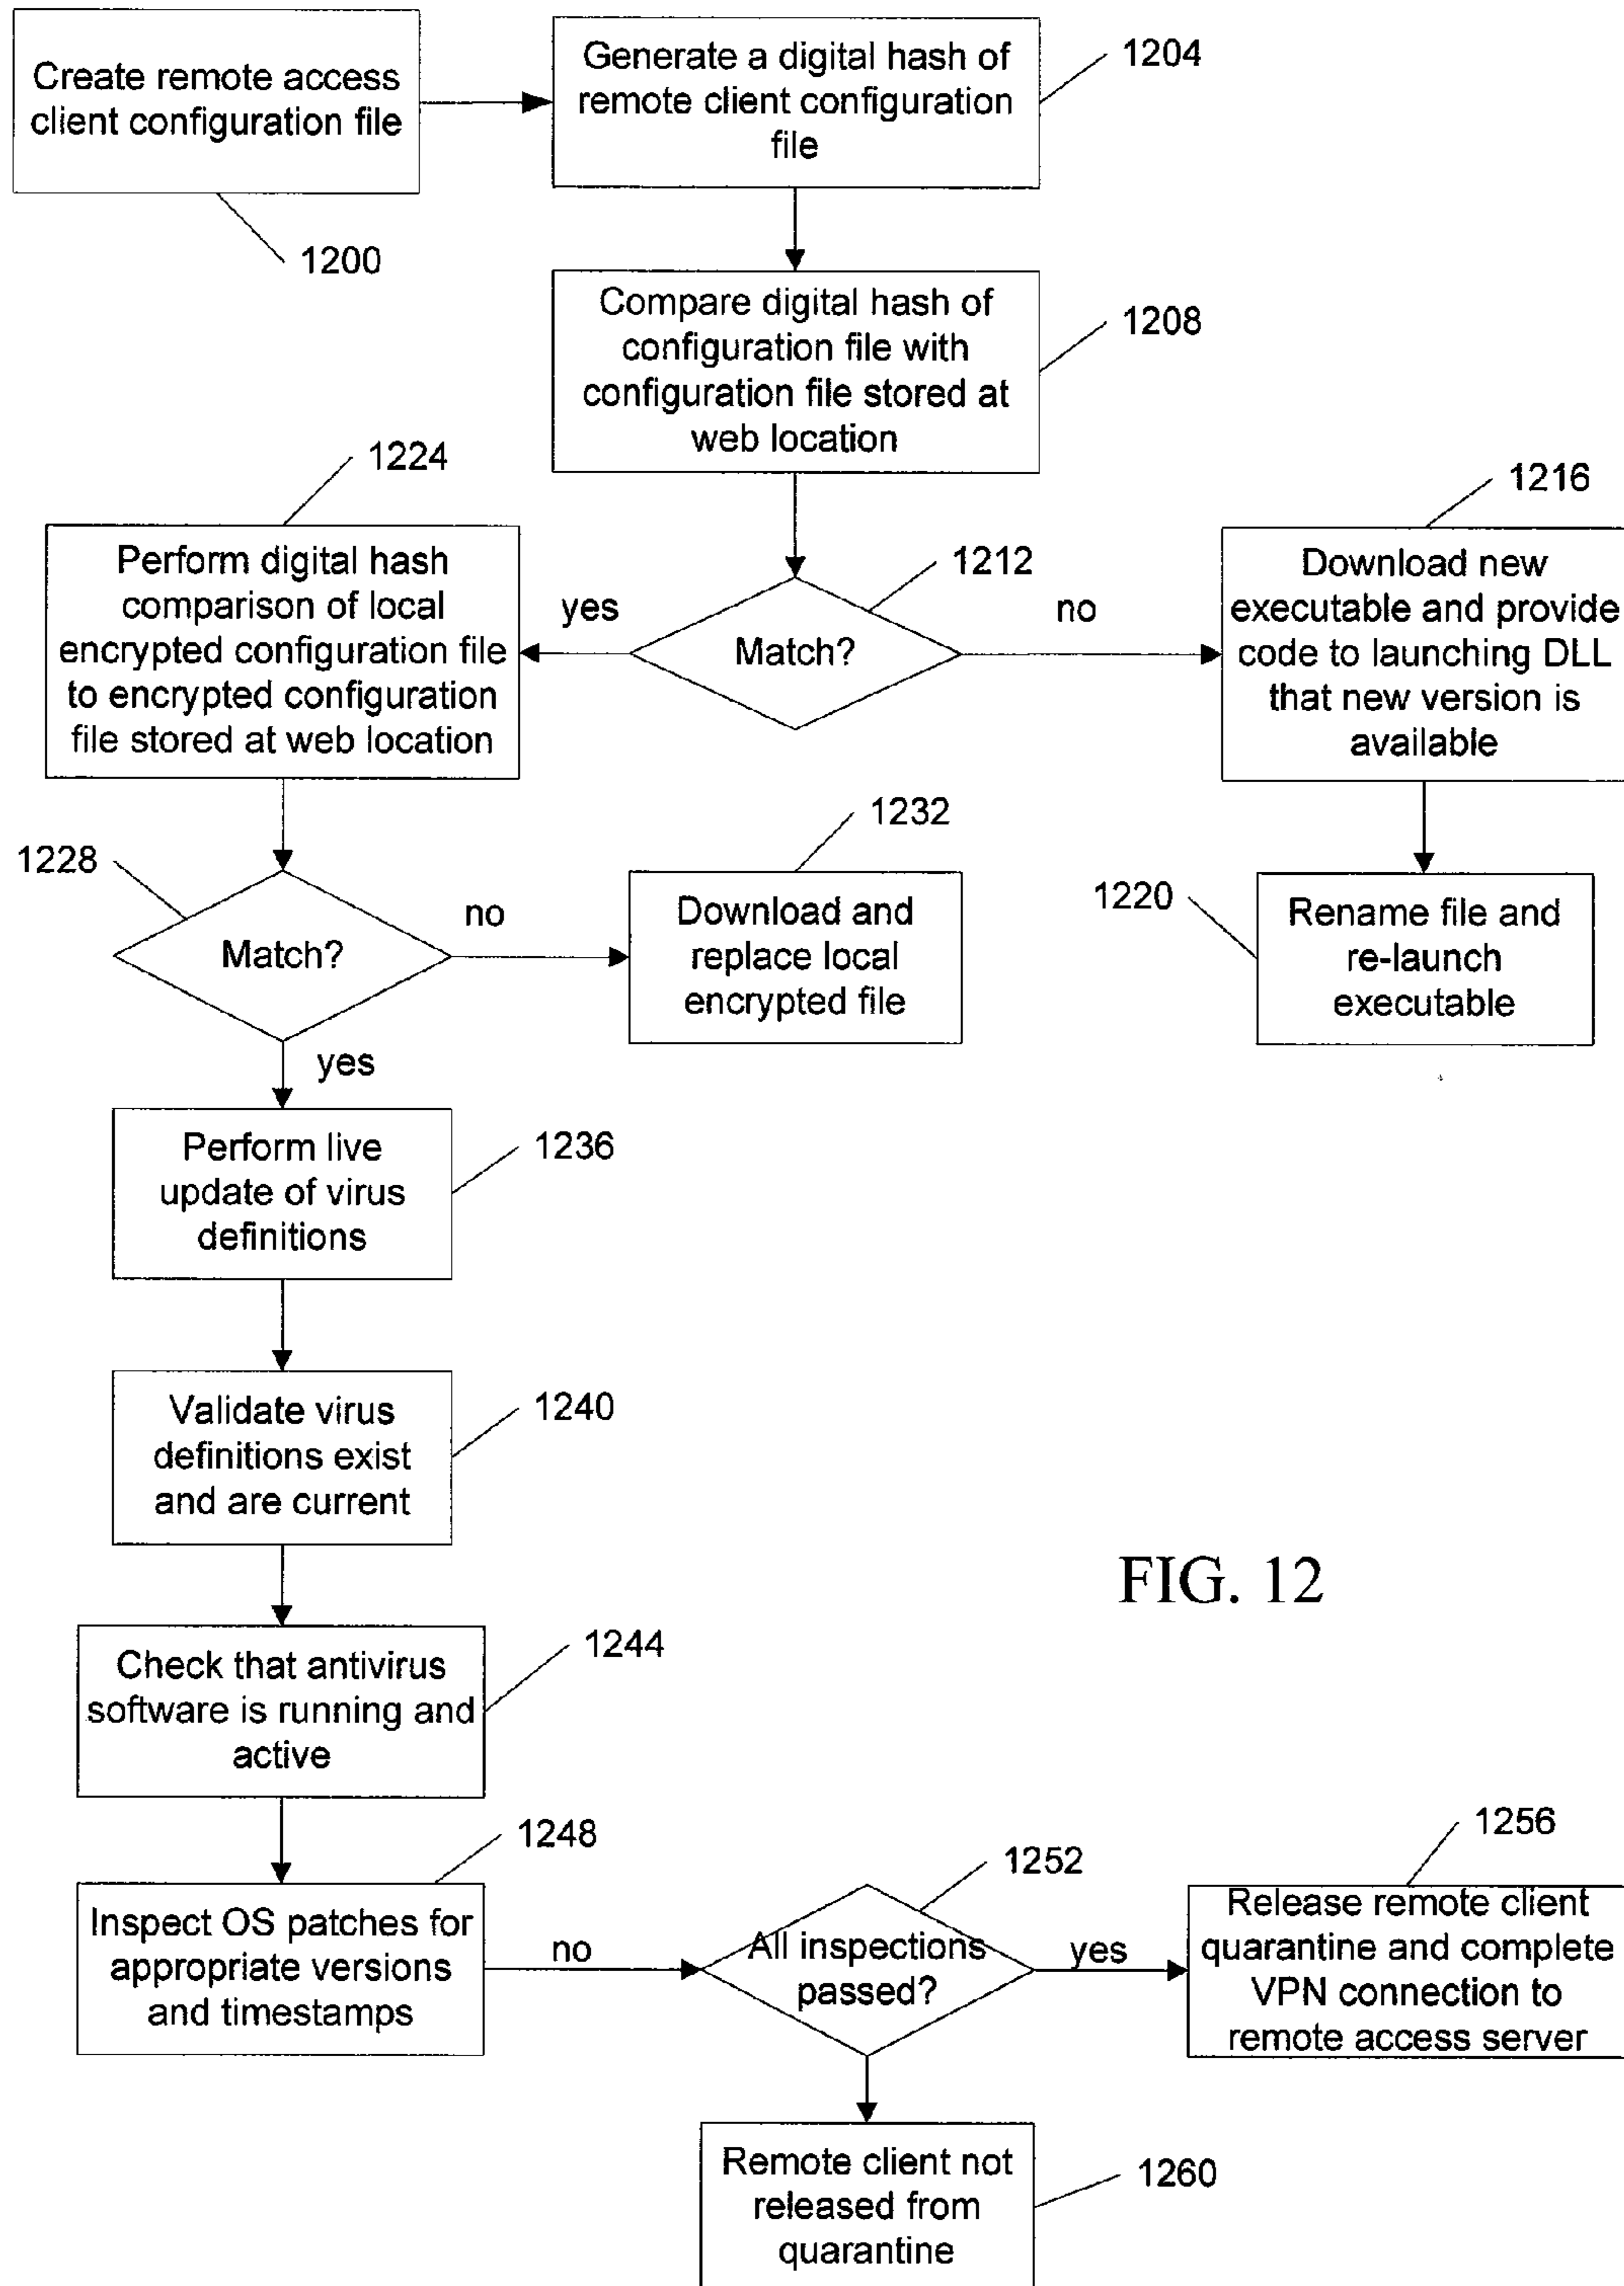 Create remote access
client configuration file
1200
Generate a digital hash of
remote client configuration
file
1204
Compare digital hash of
configuration file with
configuration file stored at
web location
1208
Match?
1212
yes
no
1216
Download new
executable and provide
code to launching DLL
that new version is
available
1220
Rename file and
re-launch
executable
1224
Perform digital hash
comparison of local
encrypted configuration file
to encrypted configuration
file stored at web location
1228
Match?
no
yes
1232
Download and
replace local
encrypted file
Perform live
update of virus
definitions
1236
Validate virus
definitions exist
and are current
1240
Check that antivirus
software is running and
active
1244
Inspect OS patches for
appropriate versions
and timestamps
1248
no
All inspections
passed?
1252
yes
1256
Release remote client
quarantine and complete
VPN connection to
remote access server
Remote client not
released from
quarantine
1260
FIG. 12